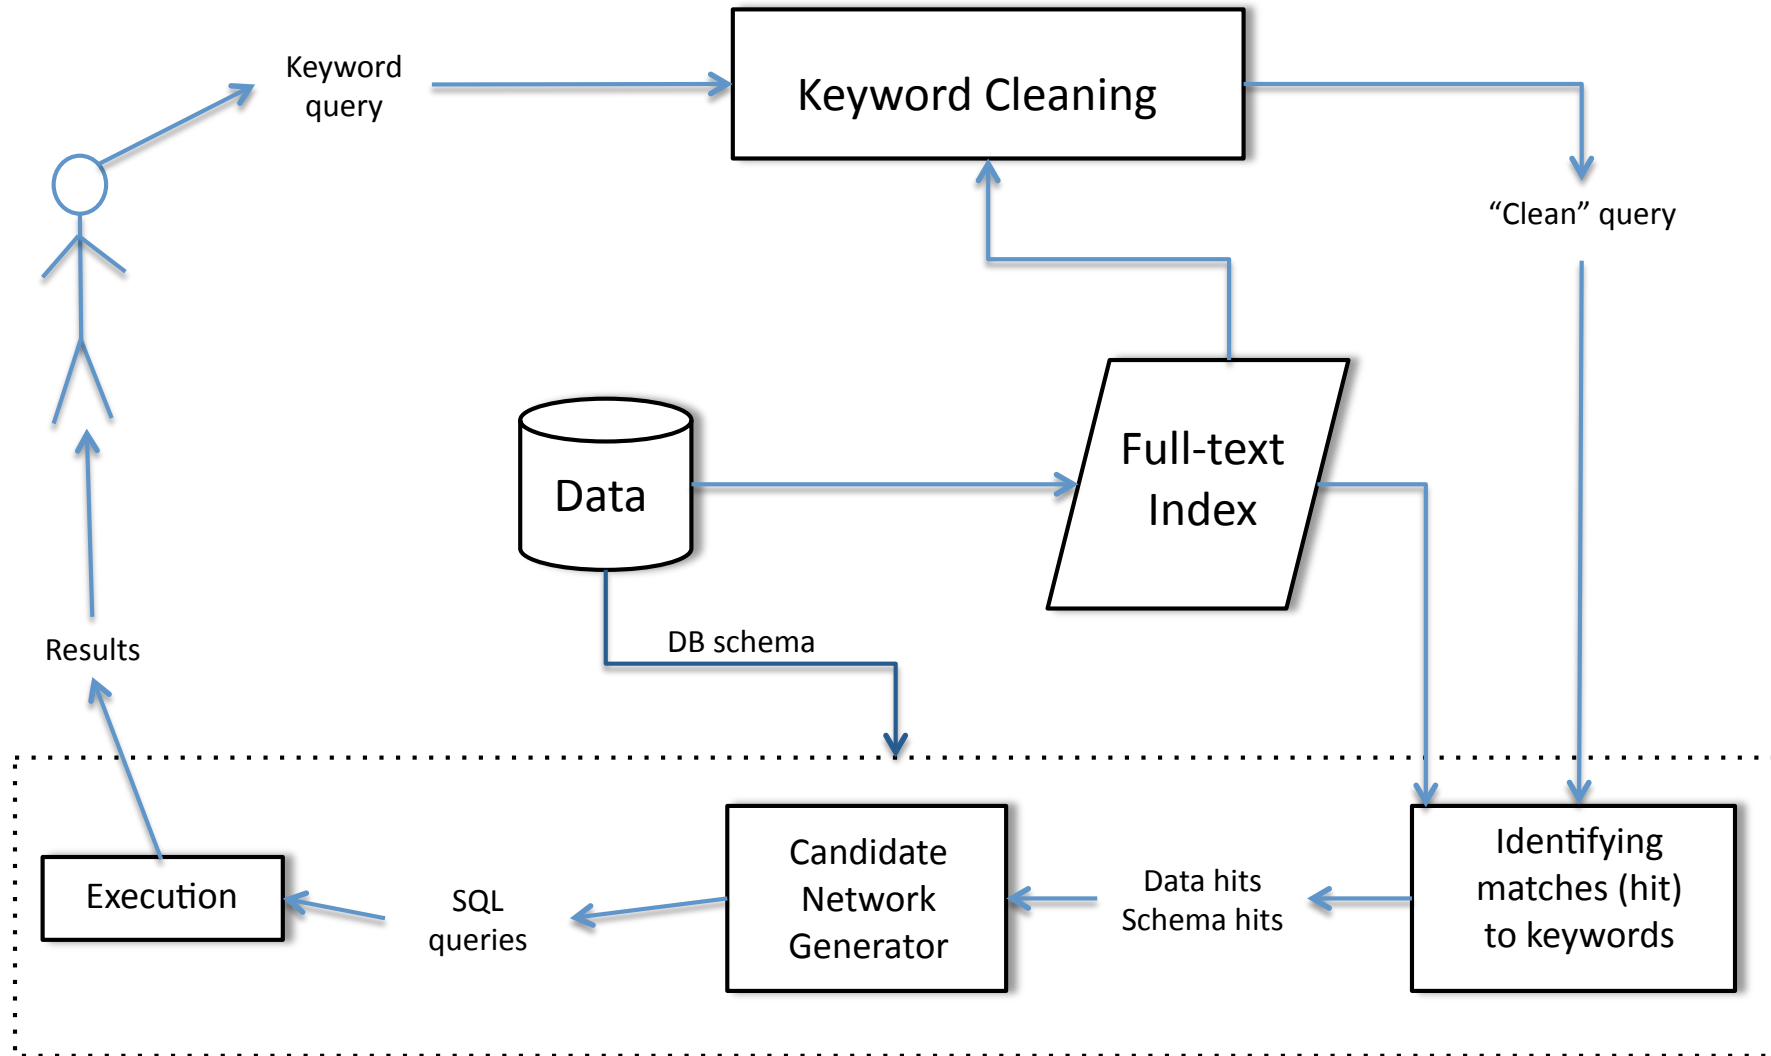 Keyword
query
Keyword Cleaning
“Clean” query
Data
Full-text
Index
DB schema
Results
Execution
SQL
queries
Candidate
Network
Generator
Data hits
Schema hits
Identifying
matches (hit)
to keywords